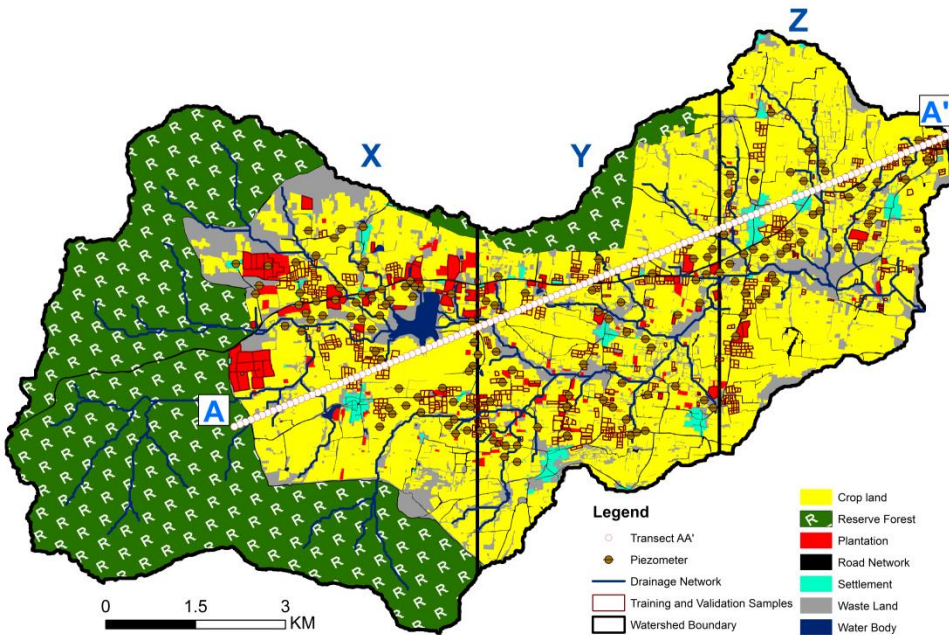 Z
A'
X
Y
A
Legend
Transect AA'
Piezometer
Drainage Network
Training and Validation Samples
Watershed Boundary
Crop land
R
Reserve Forest
Plantation
Road Network
Settlement
Waste Land
Water Body
0 1.5 3
KM